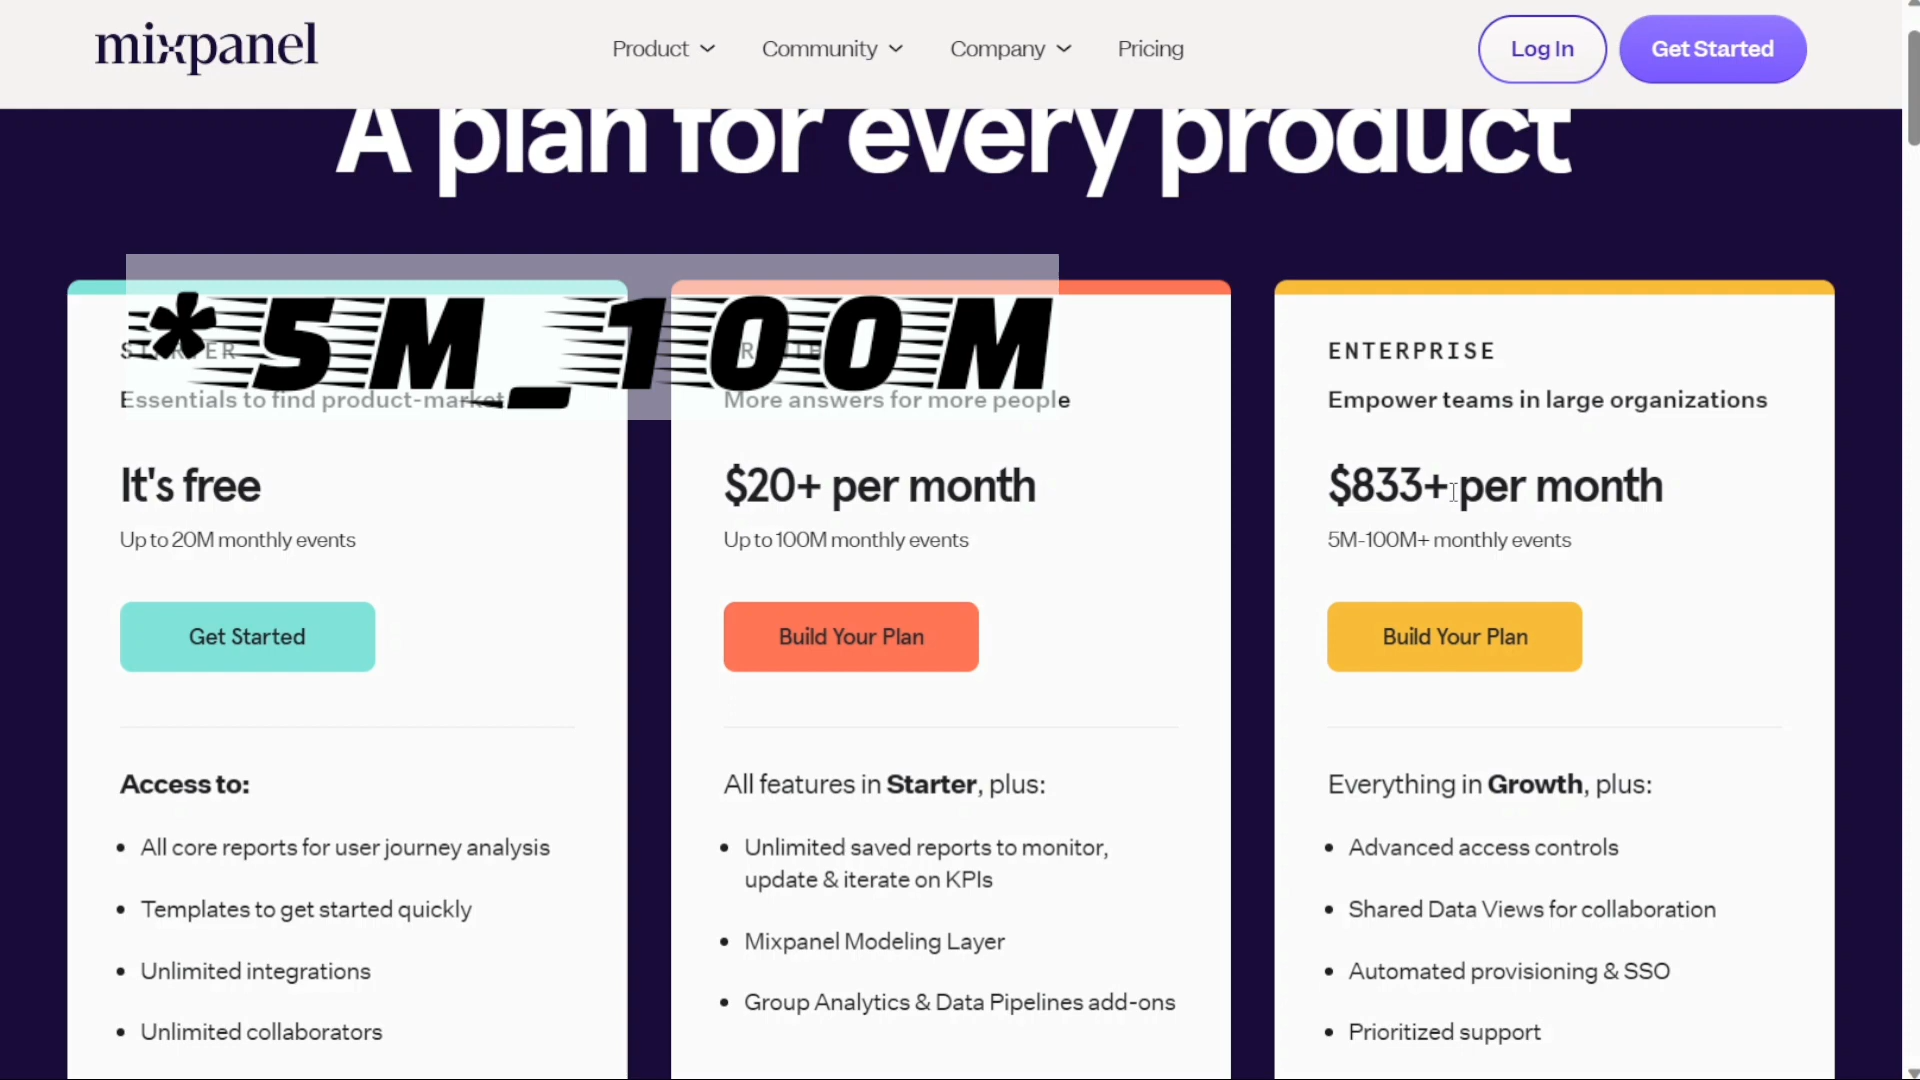 mixpanel
Product
Community
Company
Pricing
Log In
Get Started
A plan for every product
*5M_100M
STARTER
Essentials to find product-market
It's free
Up to 20M monthly events
Get Started
Access to:
• All core reports for user journey analysis
• Templates to get started quickly
• Unlimited integrations
• Unlimited collaborators
GROWTH
More answers for more people
$20+ per month
Up to 100M monthly events
Build Your Plan
All features in Starter, plus:
• Unlimited saved reports to monitor,
update & iterate on KPIs
• Mixpanel Modeling Layer
• Group Analytics & Data Pipelines add-ons
ENTERPRISE
Empower teams in large organizations
$833+ per month
5M-100M+ monthly events
Build Your Plan
Everything in Growth, plus:
• Advanced access controls
• Shared Data Views for collaboration
• Automated provisioning & SSO
• Prioritized support